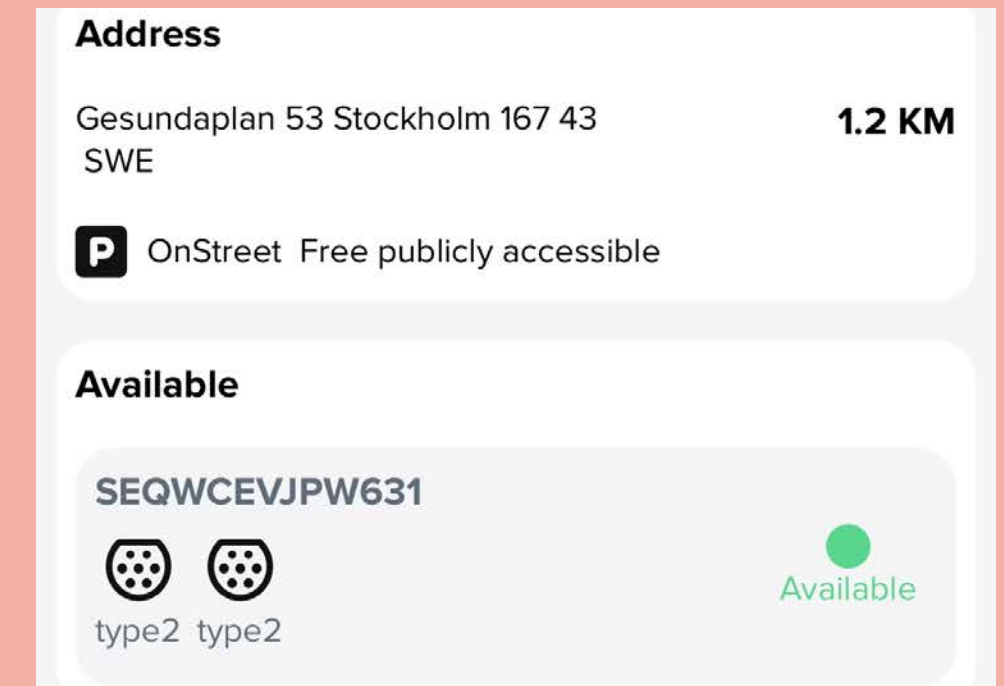 Address
Gesundaplan 53 Stockholm 167 43
SWE
1.2 KM
P OnStreet Free publicly accessible
Available
SEQWCEVJPW631
type2 type2
Available